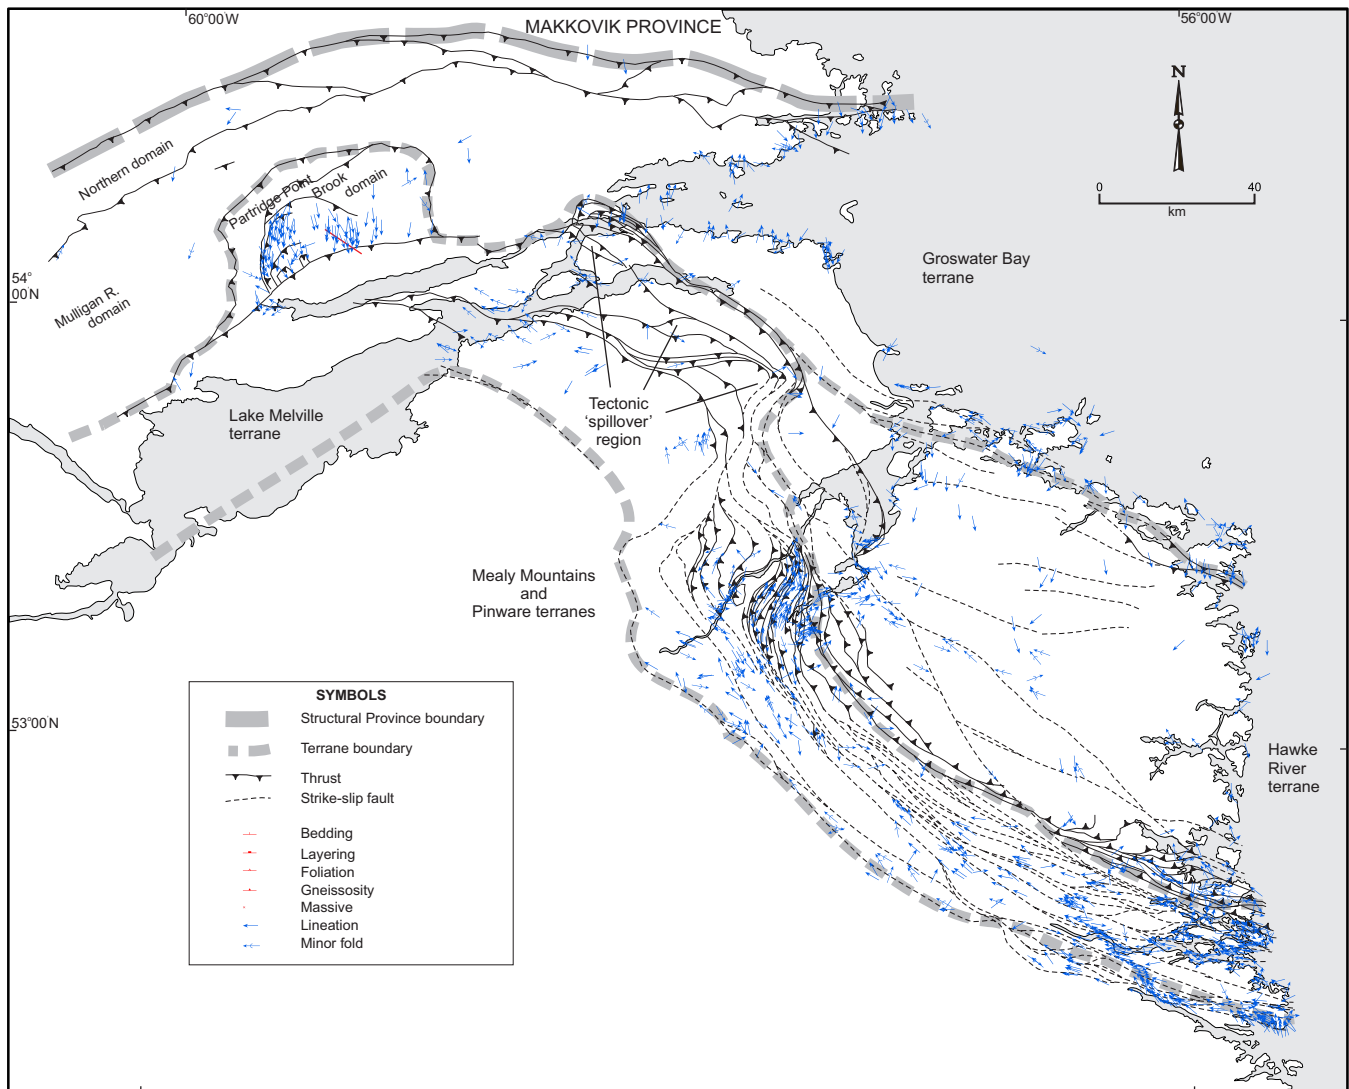 60°00'W
56°00'W
MAKKOVIK PROVINCE
N
Northern domain
Partridge Point
Brook
domain
0 40
km
Groswater Bay
terrane
54°
00'N
Mulligan R.
domain
Lake Melville
terrane
Tectonic
'spillover'
region
Mealy Mountains
and
Pinware terranes
53°00'N
Hawke
River
terrane
SYMBOLS
Structural Province boundary
Terrane boundary
Thrust
Strike-slip fault
Bedding
Layering
Foliation
Gneissosity
Massive
Lineation
Minor fold